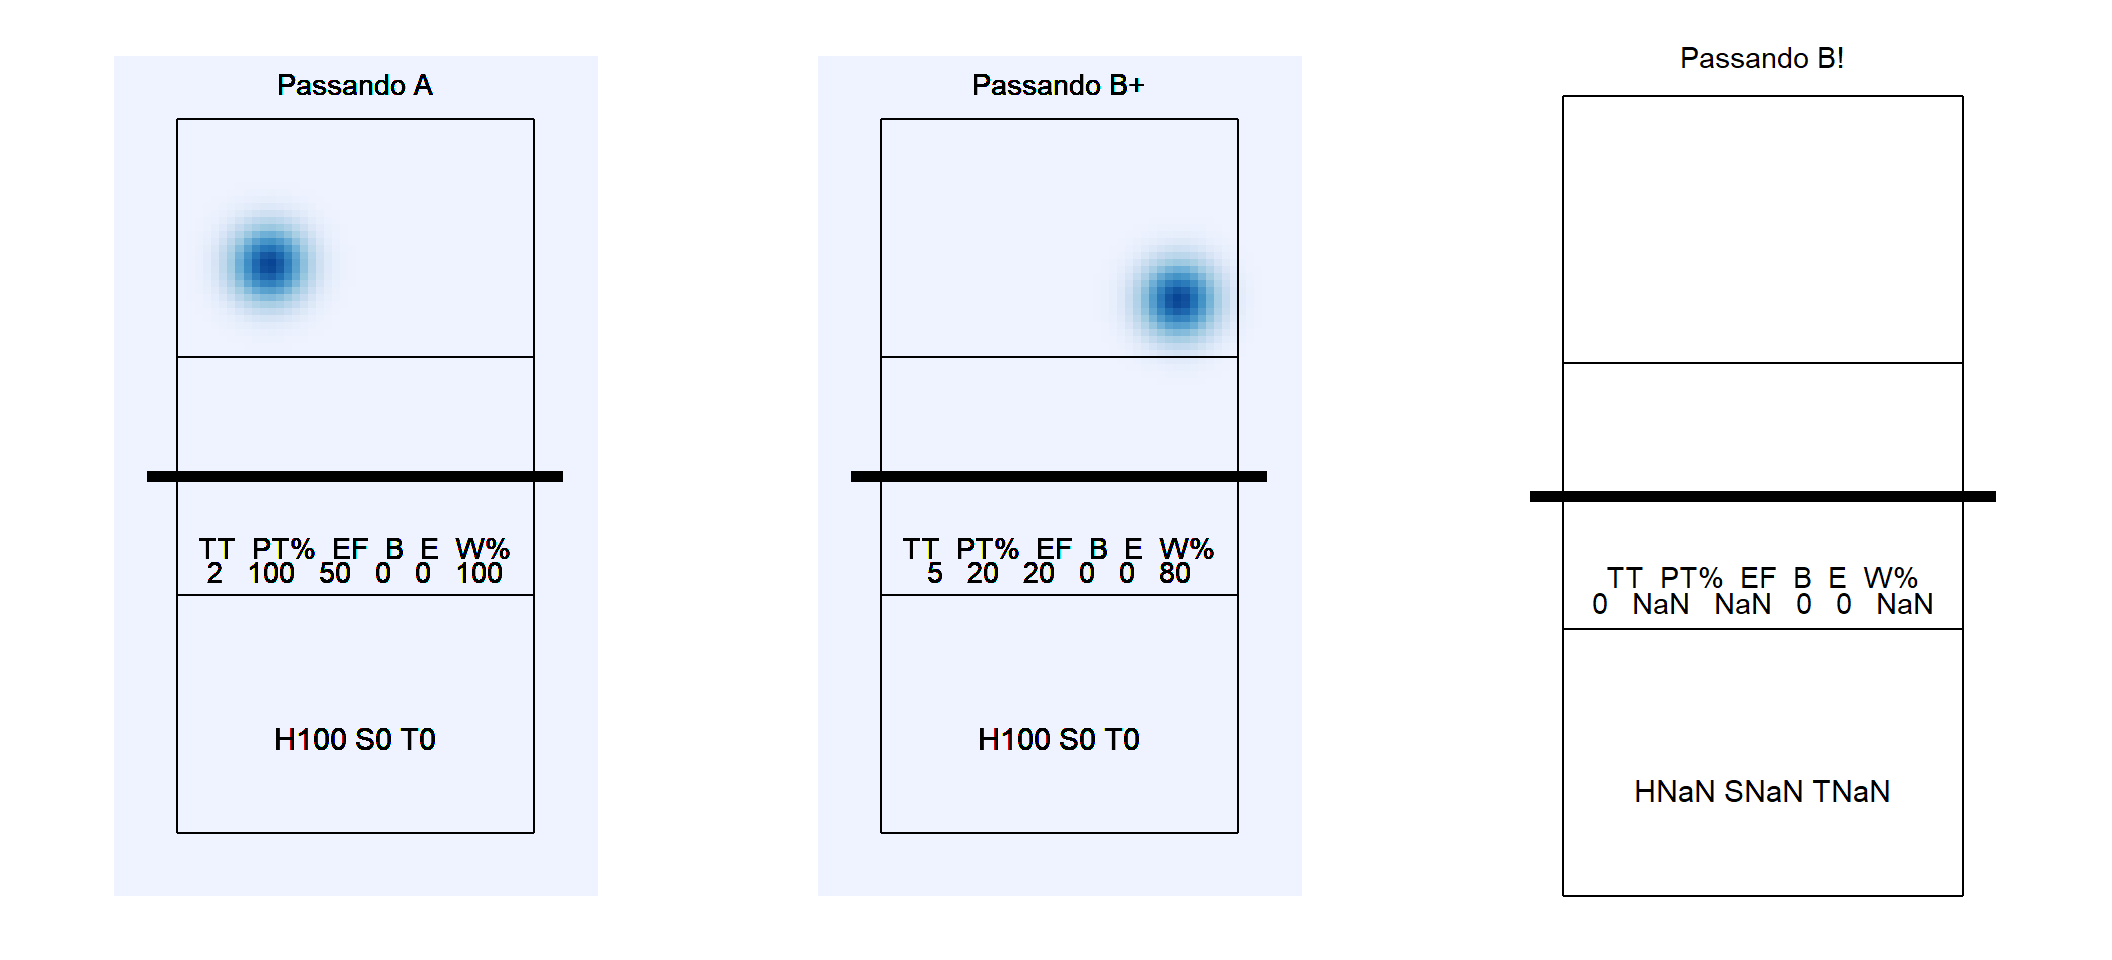 Passando A
TT PT% EF B E W%
2 100 50 0 0 100
H100 S0 T0
Passando B+
TT PT% EF B E W%
5 20 20 0 0 80
H100 S0 T0
Passando B!
TT PT% EF B E W%
0 NaN NaN 0 0 NaN
HNaN SNaN TNaN